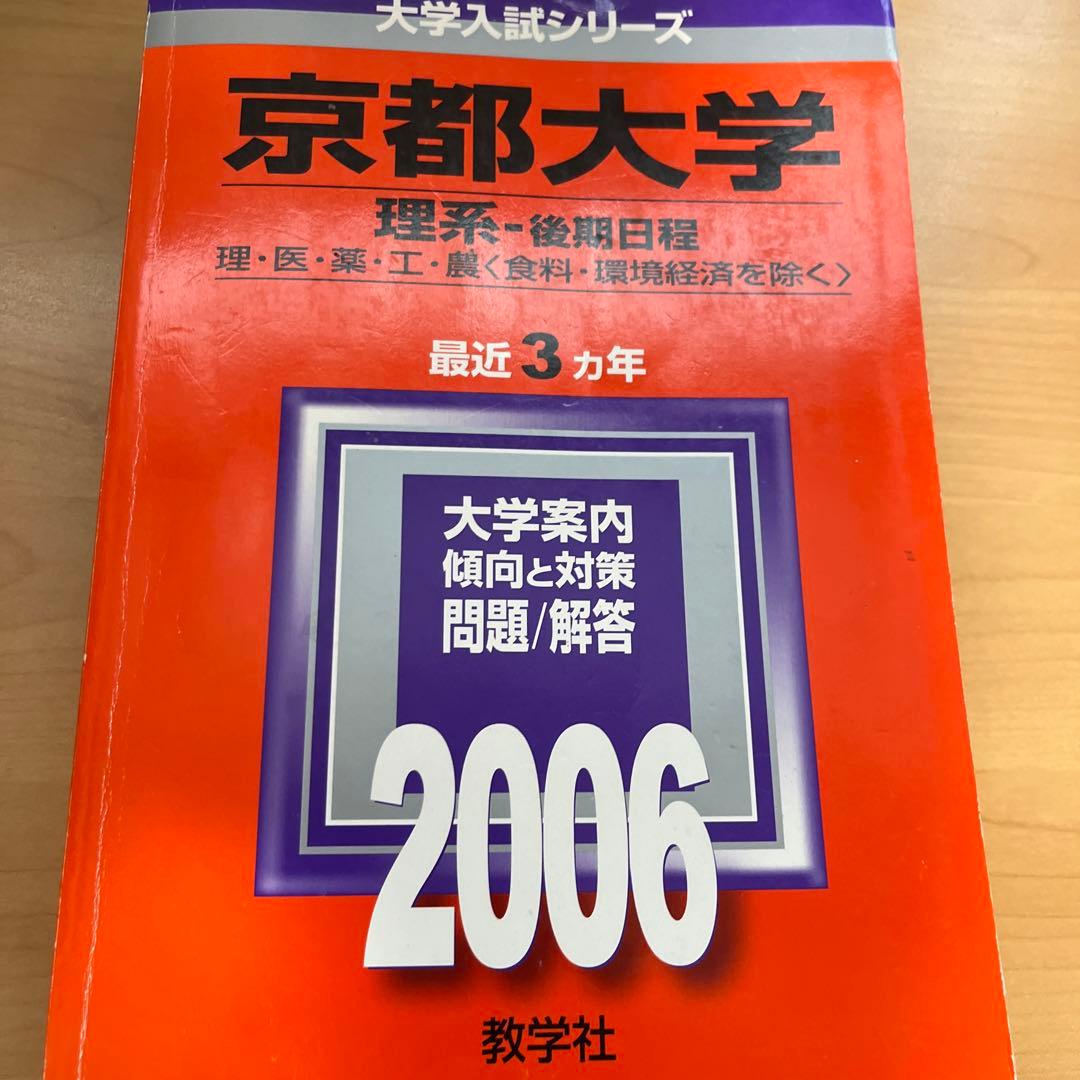 大学入試シリーズ
京都大学
理系-後期日程
理・医・薬・工・農〈食料・環境経済を除く〉
最近3ヵ年
大学案内
傾向と対策
問題/解答
2006
教学社